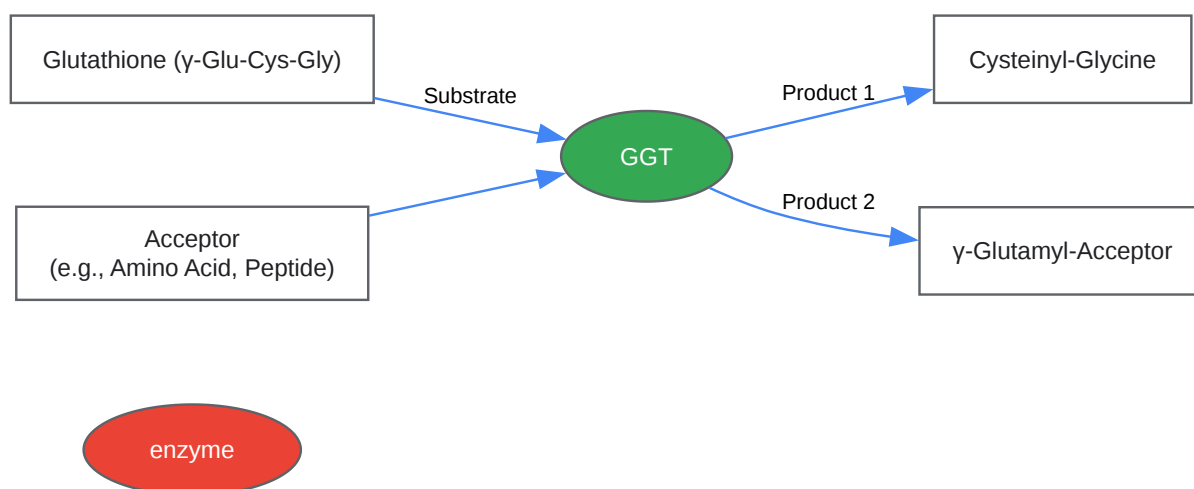 Glutathione (γ-Glu-Cys-Gly)
Substrate
Acceptor
(e.g., Amino Acid, Peptide)
GGT
Product 1
Cysteinyl-Glycine
Product 2
γ-Glutamyl-Acceptor
enzyme